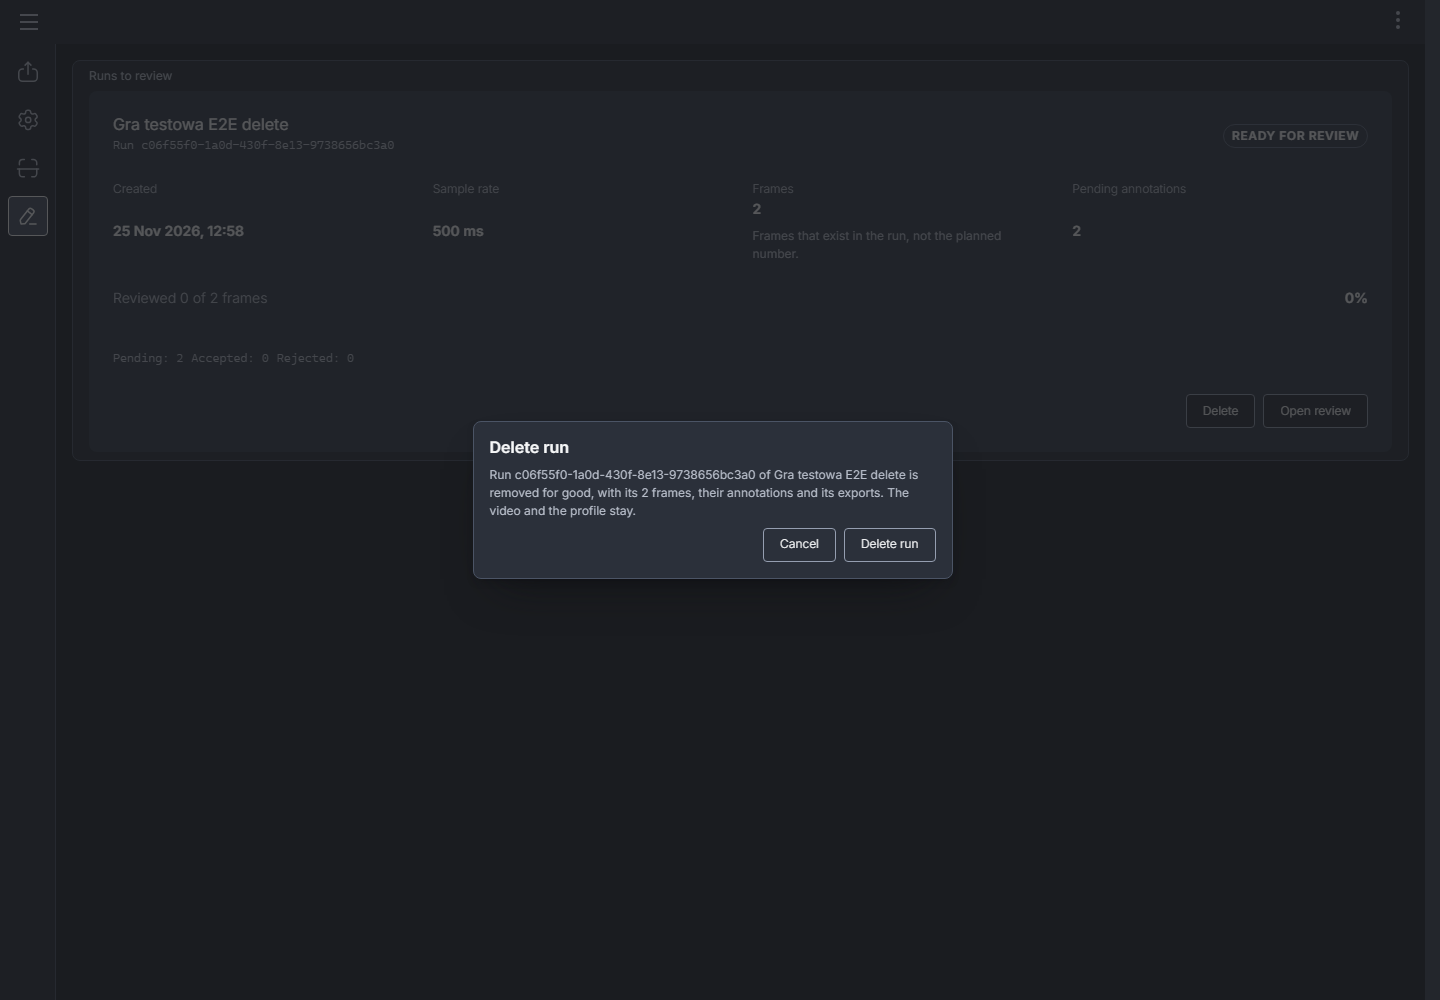 Runs to review
Gra testowa E2E delete
Run c06f55f0-1a0d-430f-8e13-9738656bc3a0
READY FOR REVIEW
Created
25 Nov 2026, 12:58
Sample rate
500 ms
Frames
2
Frames that exist in the run, not the planned
number.
Pending annotations
2
Reviewed 0 of 2 frames
0%
Pending: 2 Accepted: 0 Rejected: 0
Delete
Open review
Delete run
Run c06f55f0-1a0d-430f-8e13-9738656bc3a0 of Gra testowa E2E delete is
removed for good, with its 2 frames, their annotations and its exports. The
video and the profile stay.
Cancel
Delete run